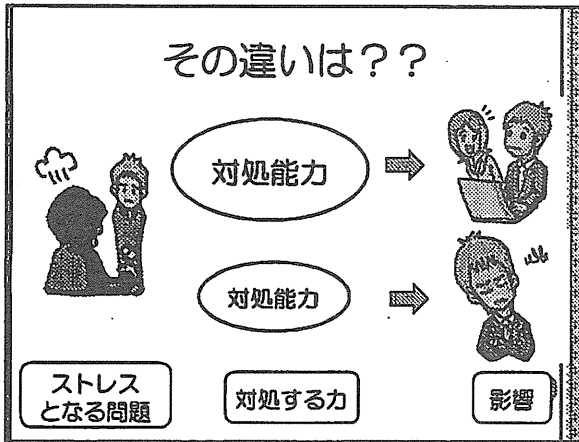 その違いは？？
対処能力
対処能力
ストレス
となる問題
対処する力
影響